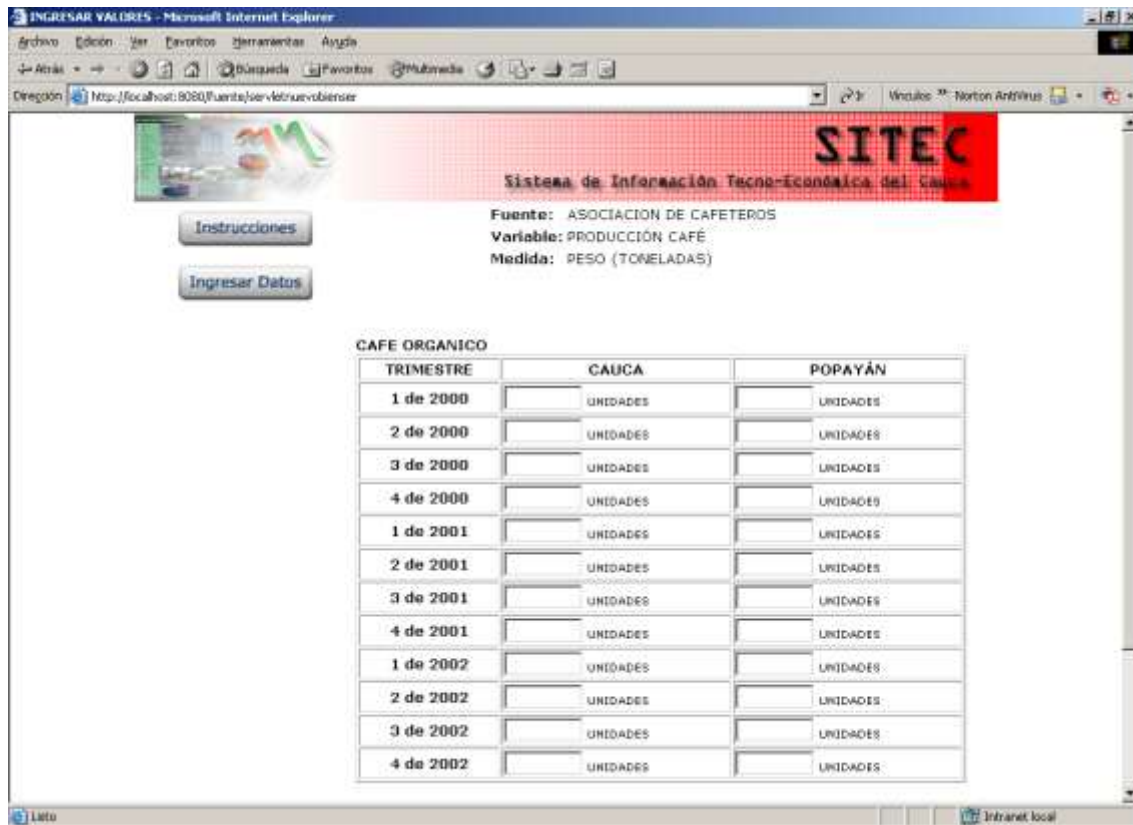 INGRESAR VALORES - Microsoft Internet Explorer
Archivo Edición Ver Favoritos Herramientas Ayuda
Atrás Búsqueda Favoritos Multimedia
Dirección http://localhost:8080/Fuente/servletnuevobienser Ir Vínculos » Norton AntiVirus
SITEC
Sistema de Información Tecno-Económica del Cauca
Instrucciones
Ingresar Datos
Fuente: ASOCIACION DE CAFETEROS
Variable: PRODUCCIÓN CAFÉ
Medida: PESO (TONELADAS)
CAFE ORGANICO
TRIMESTRE CAUCA POPAYÁN
1 de 2000 UNIDADES UNIDADES
2 de 2000 UNIDADES UNIDADES
3 de 2000 UNIDADES UNIDADES
4 de 2000 UNIDADES UNIDADES
1 de 2001 UNIDADES UNIDADES
2 de 2001 UNIDADES UNIDADES
3 de 2001 UNIDADES UNIDADES
4 de 2001 UNIDADES UNIDADES
1 de 2002 UNIDADES UNIDADES
2 de 2002 UNIDADES UNIDADES
3 de 2002 UNIDADES UNIDADES
4 de 2002 UNIDADES UNIDADES
Listo Intranet local